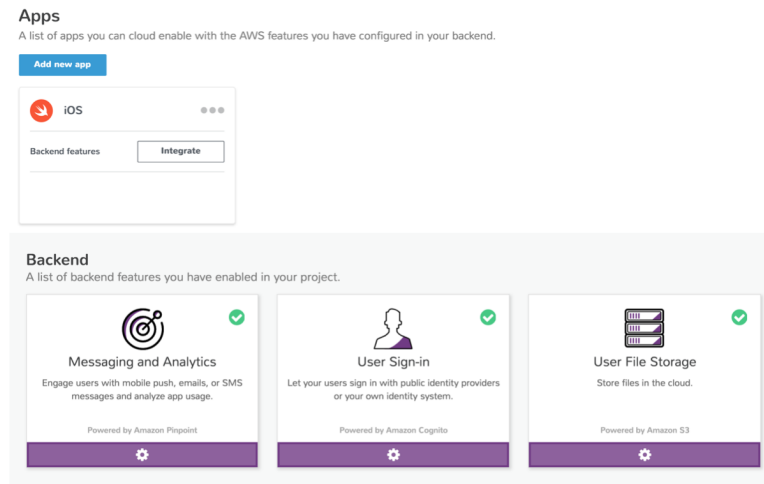 Apps
A list of apps you can cloud enable with the AWS features you have configured in your backend.
Add new app
iOS
Backend features
Integrate
Backend
A list of backend features you have enabled in your project.
Messaging and Analytics
Engage users with mobile push, emails, or SMS
messages and analyze app usage.
Powered by Amazon Pinpoint
User Sign-in
Let your users sign in with public identity providers
or your own identity system.
Powered by Amazon Cognito
User File Storage
Store files in the cloud.
Powered by Amazon S3